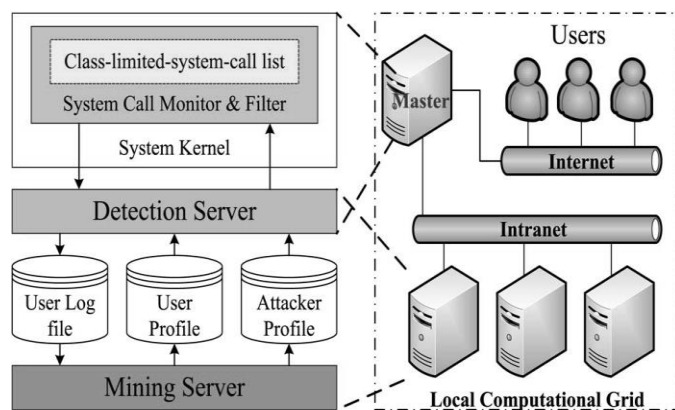 Class-limited-system-call list
System Call Monitor & Filter
System Kernel
Detection Server
User Log
file
User
Profile
Attacker
Profile
Mining Server
Users
Master
Internet
Intranet
Local Computational Grid